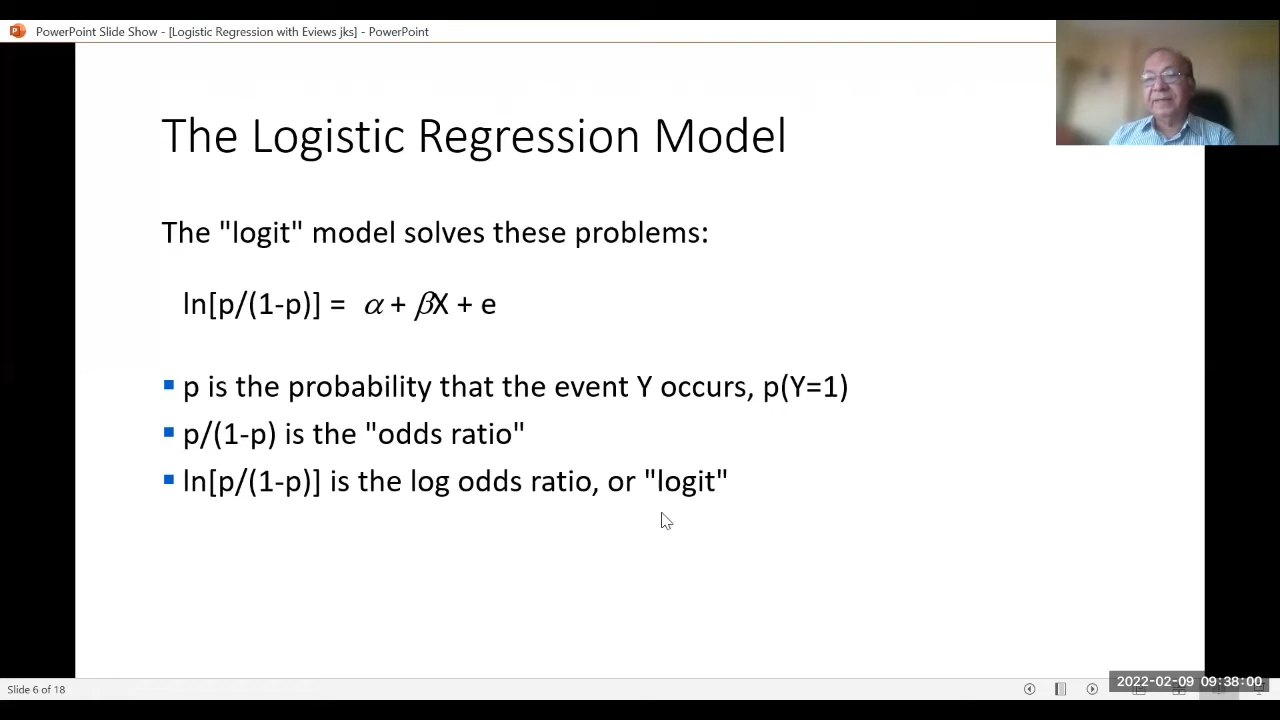 PowerPoint Slide Show - [Logistic Regression with Eviews jks] - PowerPoint
The Logistic Regression Model
The "logit" model solves these problems:
ln[p/(1-p)] = α + βX + e
▪ p is the probability that the event Y occurs, p(Y=1)
▪ p/(1-p) is the "odds ratio"
▪ ln[p/(1-p)] is the log odds ratio, or "logit"
Slide 6 of 18
2022-02-09 09:38:00